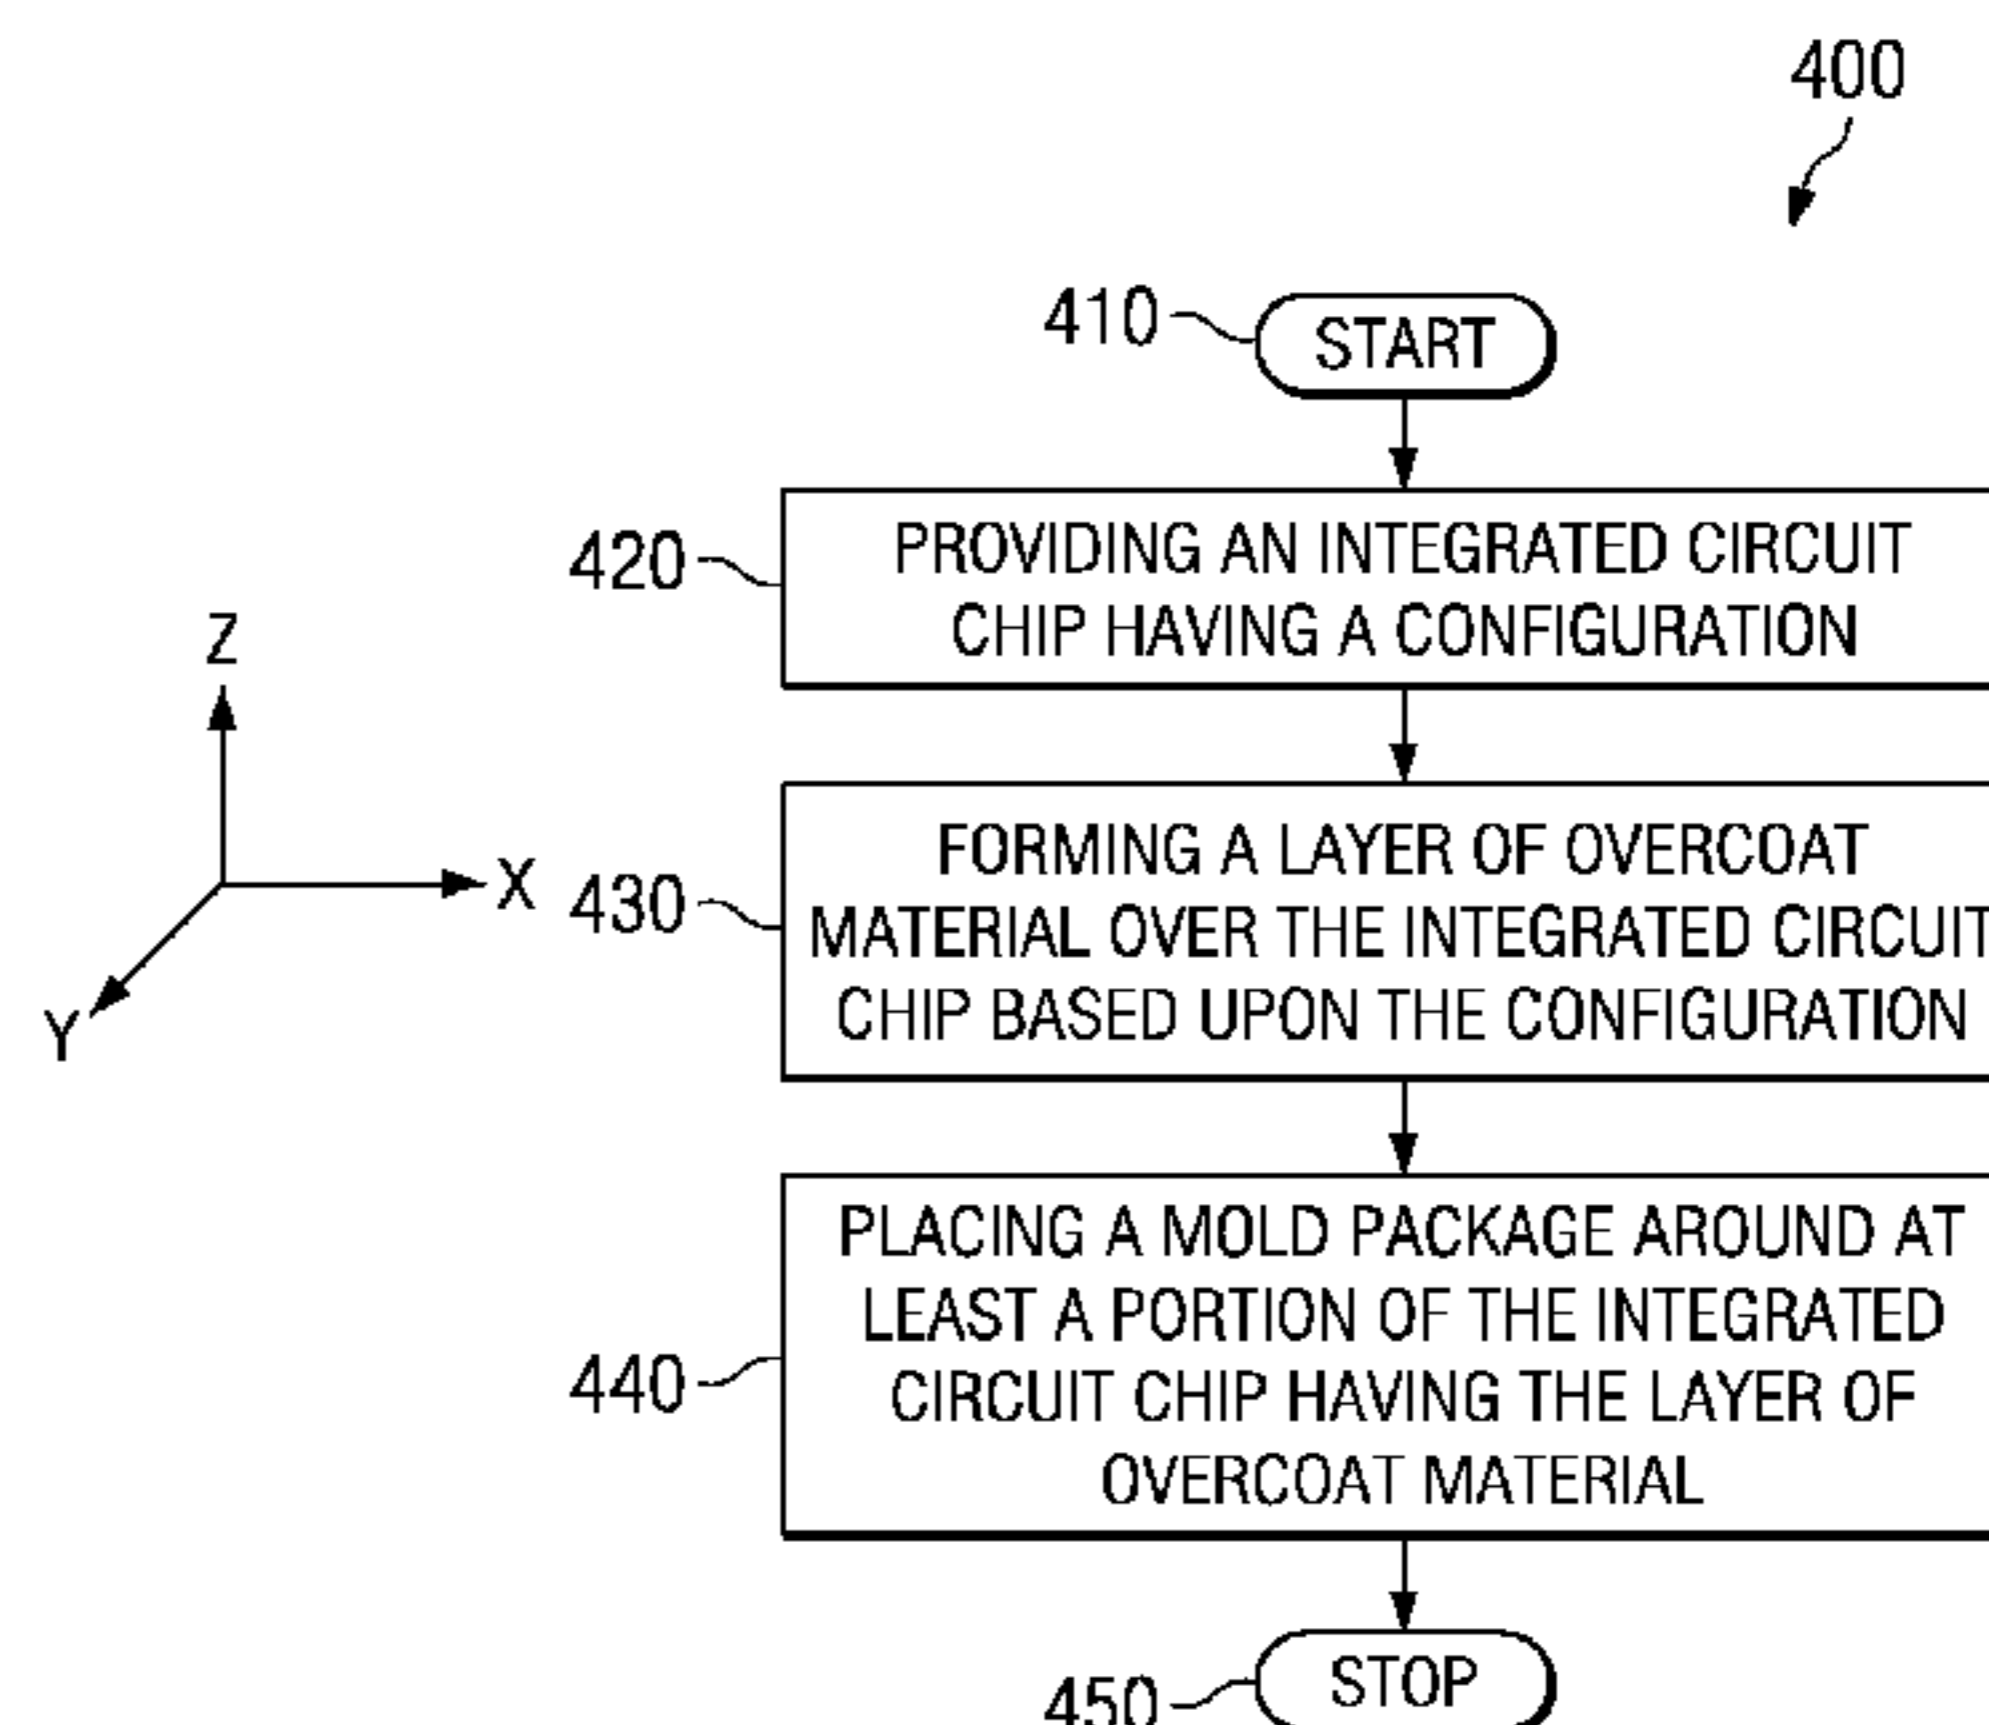 400
410
START
420
PROVIDING AN INTEGRATED CIRCUIT
CHIP HAVING A CONFIGURATION
Z
X
Y
430
FORMING A LAYER OF OVERCOAT
MATERIAL OVER THE INTEGRATED CIRCUIT
CHIP BASED UPON THE CONFIGURATION
440
PLACING A MOLD PACKAGE AROUND AT
LEAST A PORTION OF THE INTEGRATED
CIRCUIT CHIP HAVING THE LAYER OF
OVERCOAT MATERIAL
450
STOP